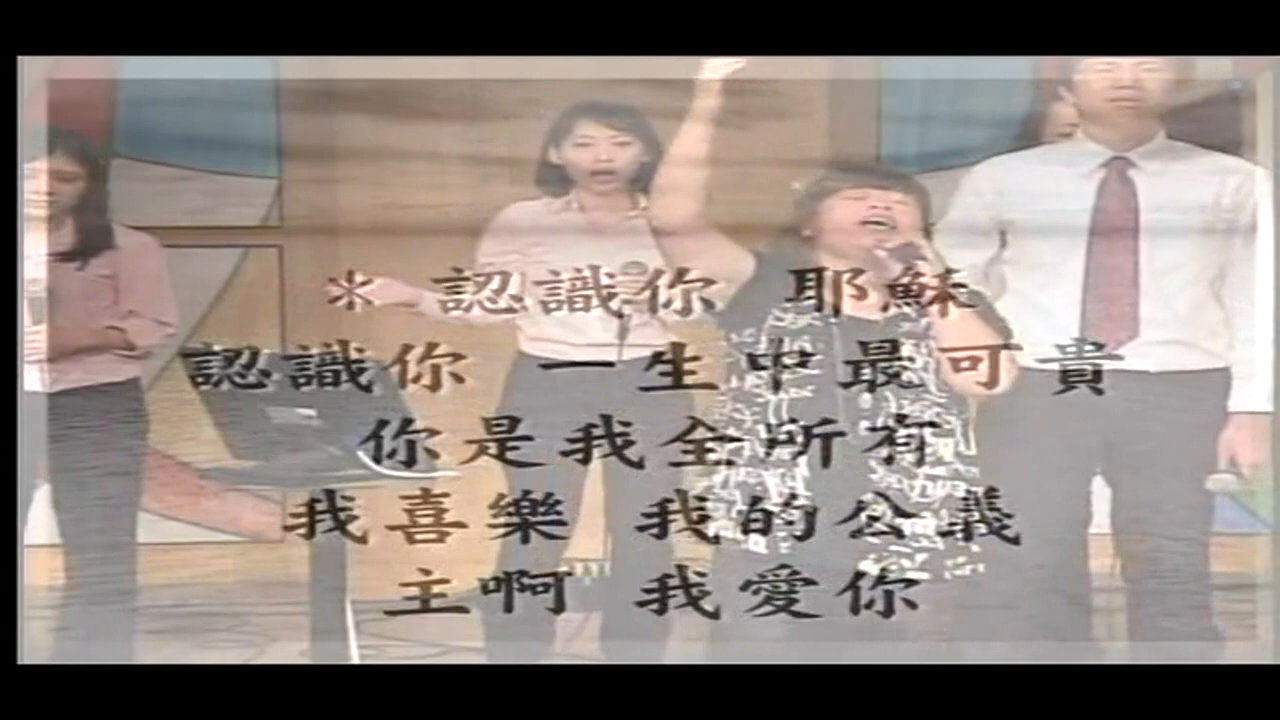 * 認識你 耶穌
認識你 一生中最可貴
你是我全所有
我喜樂 我的公義
主啊 我愛你